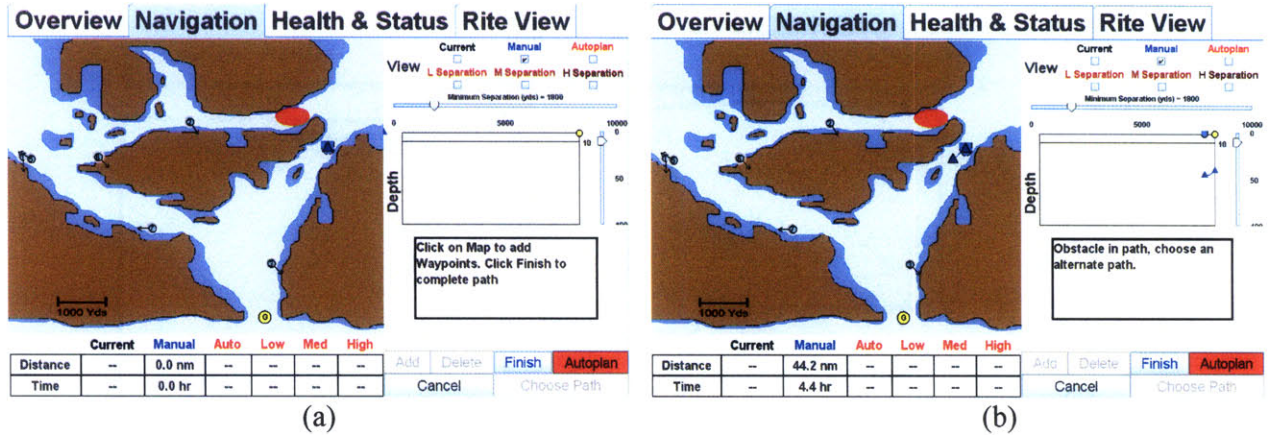 Overview Navigation Health & Status Rite View
Current Manual Autoplan
View
L Separation M Separation H Separation
Minimum Separation (yds) = 1800
0 5000 10000
0
10
50
Depth
Click on Map to add
Waypoints. Click Finish to
complete path
1000 Yds
Current Manual Auto Low Med High
Distance -- 0.0 nm -- -- -- --
Time -- 0.0 hr -- -- -- --
Add Delete Finish Autoplan
Cancel Choose Path
(a)
Overview Navigation Health & Status Rite View
Current Manual Autoplan
View
L Separation M Separation H Separation
Minimum Separation (yds) = 1800
0 5000 10000
0
10
50
Depth
Obstacle in path, choose an
alternate path.
1000 Yds
G
Current Manual Auto Low Med High
Distance -- 44.2 nm -- -- -- --
Time -- 4.4 hr -- -- -- --
Add Delete Finish Autoplan
Cancel Choose Path
(b)